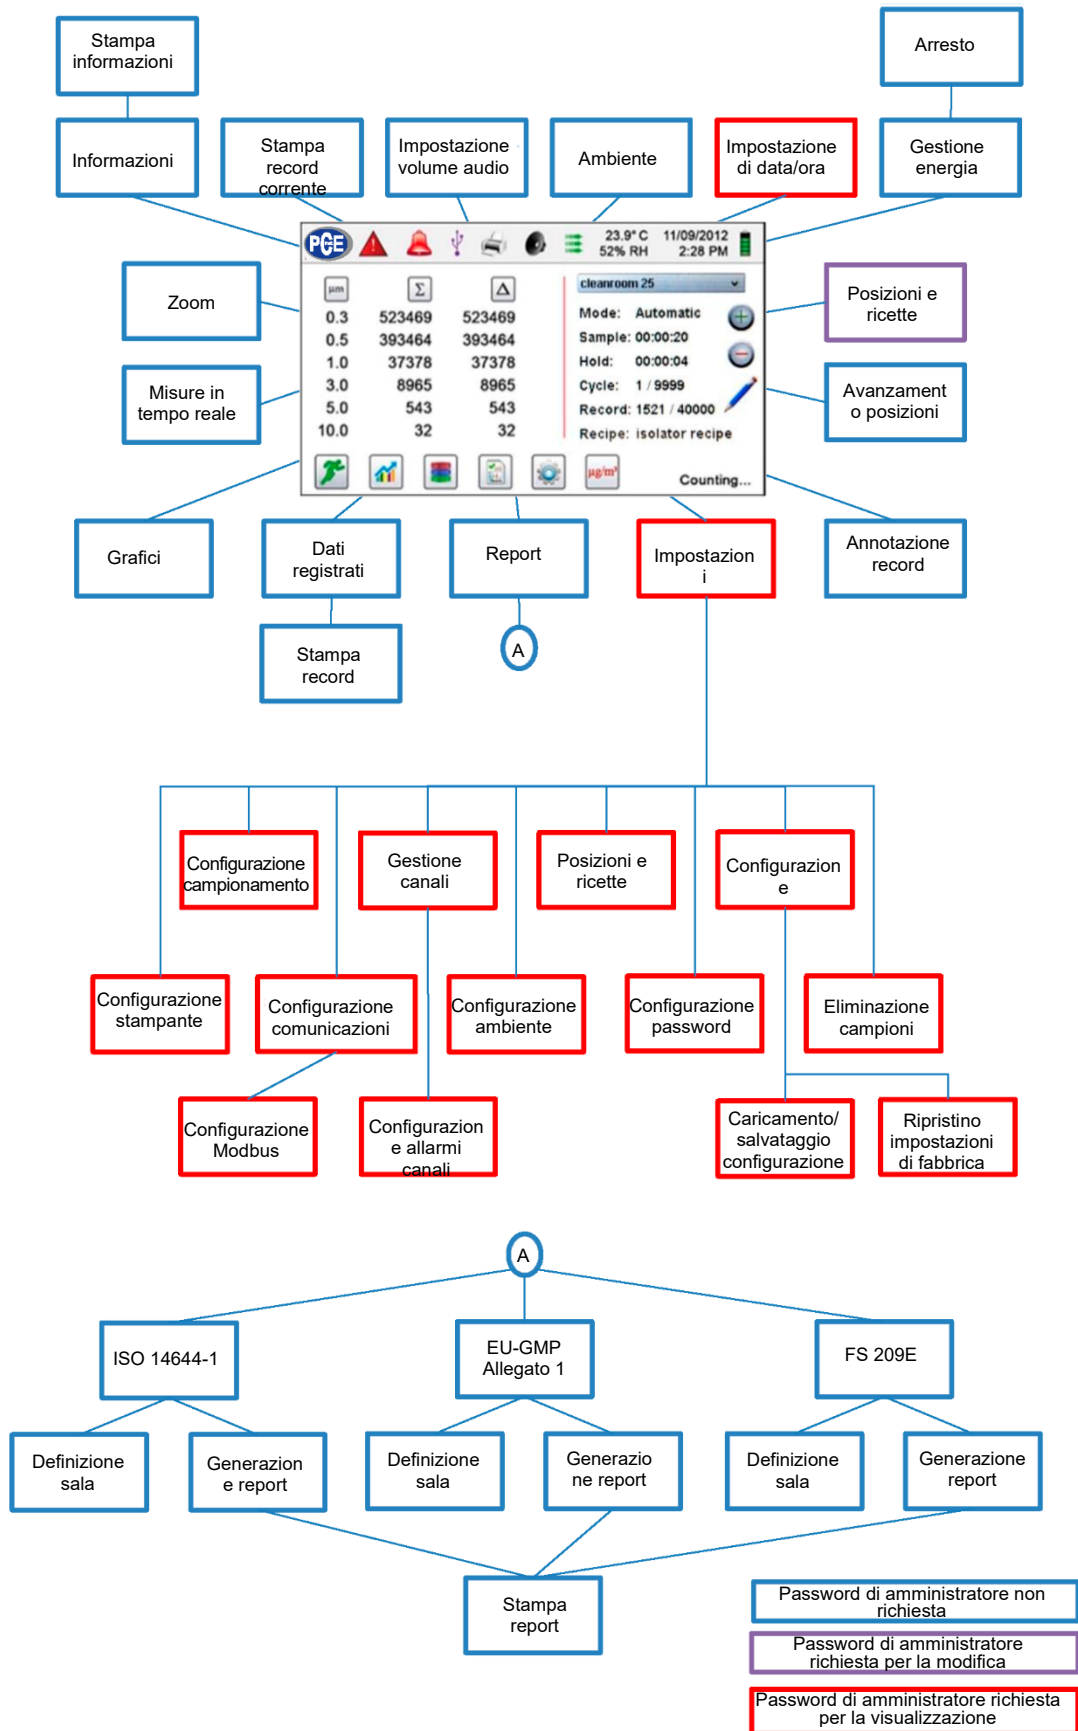 Stampa
informazioni
Arresto
Informazioni
Stampa
record
corrente
Impostazione
volume audio
Ambiente
Impostazione
di data/ora
Gestione
energia
PCE
23.9° C
52% RH
11/09/2012
2:28 PM
Zoom
Misure in
tempo reale
µm Σ Δ
0.3 523469 523469
0.5 393464 393464
1.0 37378 37378
3.0 8965 8965
5.0 543 543
10.0 32 32
cleanroom 25
Mode: Automatic
Sample: 00:00:20
Hold: 00:00:04
Cycle: 1 / 9999
Record: 1521 / 40000
Recipe: isolator recipe
µg/m³
Counting...
Posizioni e
ricette
Avanzament
o posizioni
Grafici
Dati
registrati
Report
Impostazion
i
Annotazione
record
Stampa
record
A
Configurazione
campionamento
Gestione
canali
Posizioni e
ricette
Configurazion
e
Configurazione
stampante
Configurazione
comunicazioni
Configurazione
ambiente
Configurazione
password
Eliminazione
campioni
Configurazione
Modbus
Configurazion
e allarmi
canali
Caricamento/
salvataggio
configurazione
Ripristino
impostazioni
di fabbrica
A
ISO 14644-1
EU-GMP
Allegato 1
FS 209E
Definizione
sala
Generazion
e report
Definizione
sala
Generazio
ne report
Definizione
sala
Generazione
report
Stampa
report
Password di amministratore non
richiesta
Password di amministratore
richiesta per la modifica
Password di amministratore richiesta
per la visualizzazione